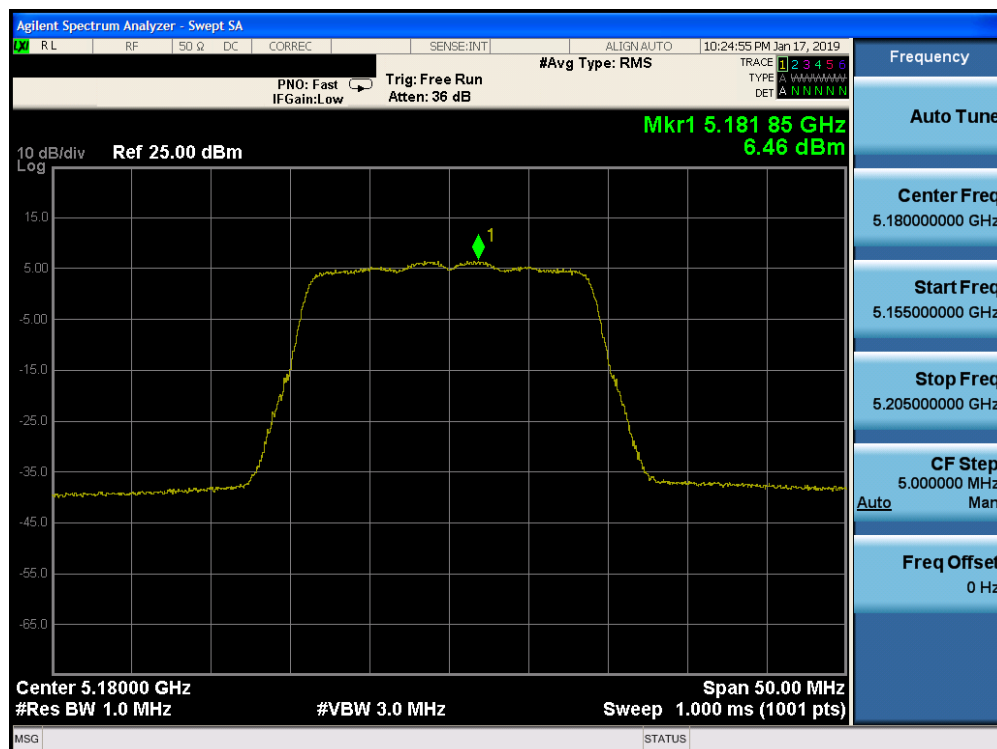 Agilent Spectrum Analyzer - Swept SA
LXI RL RF 50 Ω DC CORREC SENSE:INT ALIGN AUTO 10:24:55 PM Jan 17, 2019
#Avg Type: RMS TRACE 1 2 3 4 5 6
PNO: Fast Trig: Free Run TYPE A WWWWW
IFGain:Low Atten: 36 dB DET A N N N N N
Mkr1 5.181 85 GHz
6.46 dBm
10 dB/div Ref 25.00 dBm
Log
1
15.0
5.00
-5.00
-15.0
-25.0
-35.0
-45.0
-55.0
-65.0
Center 5.18000 GHz Span 50.00 MHz
#Res BW 1.0 MHz #VBW 3.0 MHz Sweep 1.000 ms (1001 pts)
MSG STATUS
Frequency
Auto Tune
Center Freq
5.180000000 GHz
Start Freq
5.155000000 GHz
Stop Freq
5.205000000 GHz
CF Step
5.000000 MHz
Auto Man
Freq Offset
0 Hz